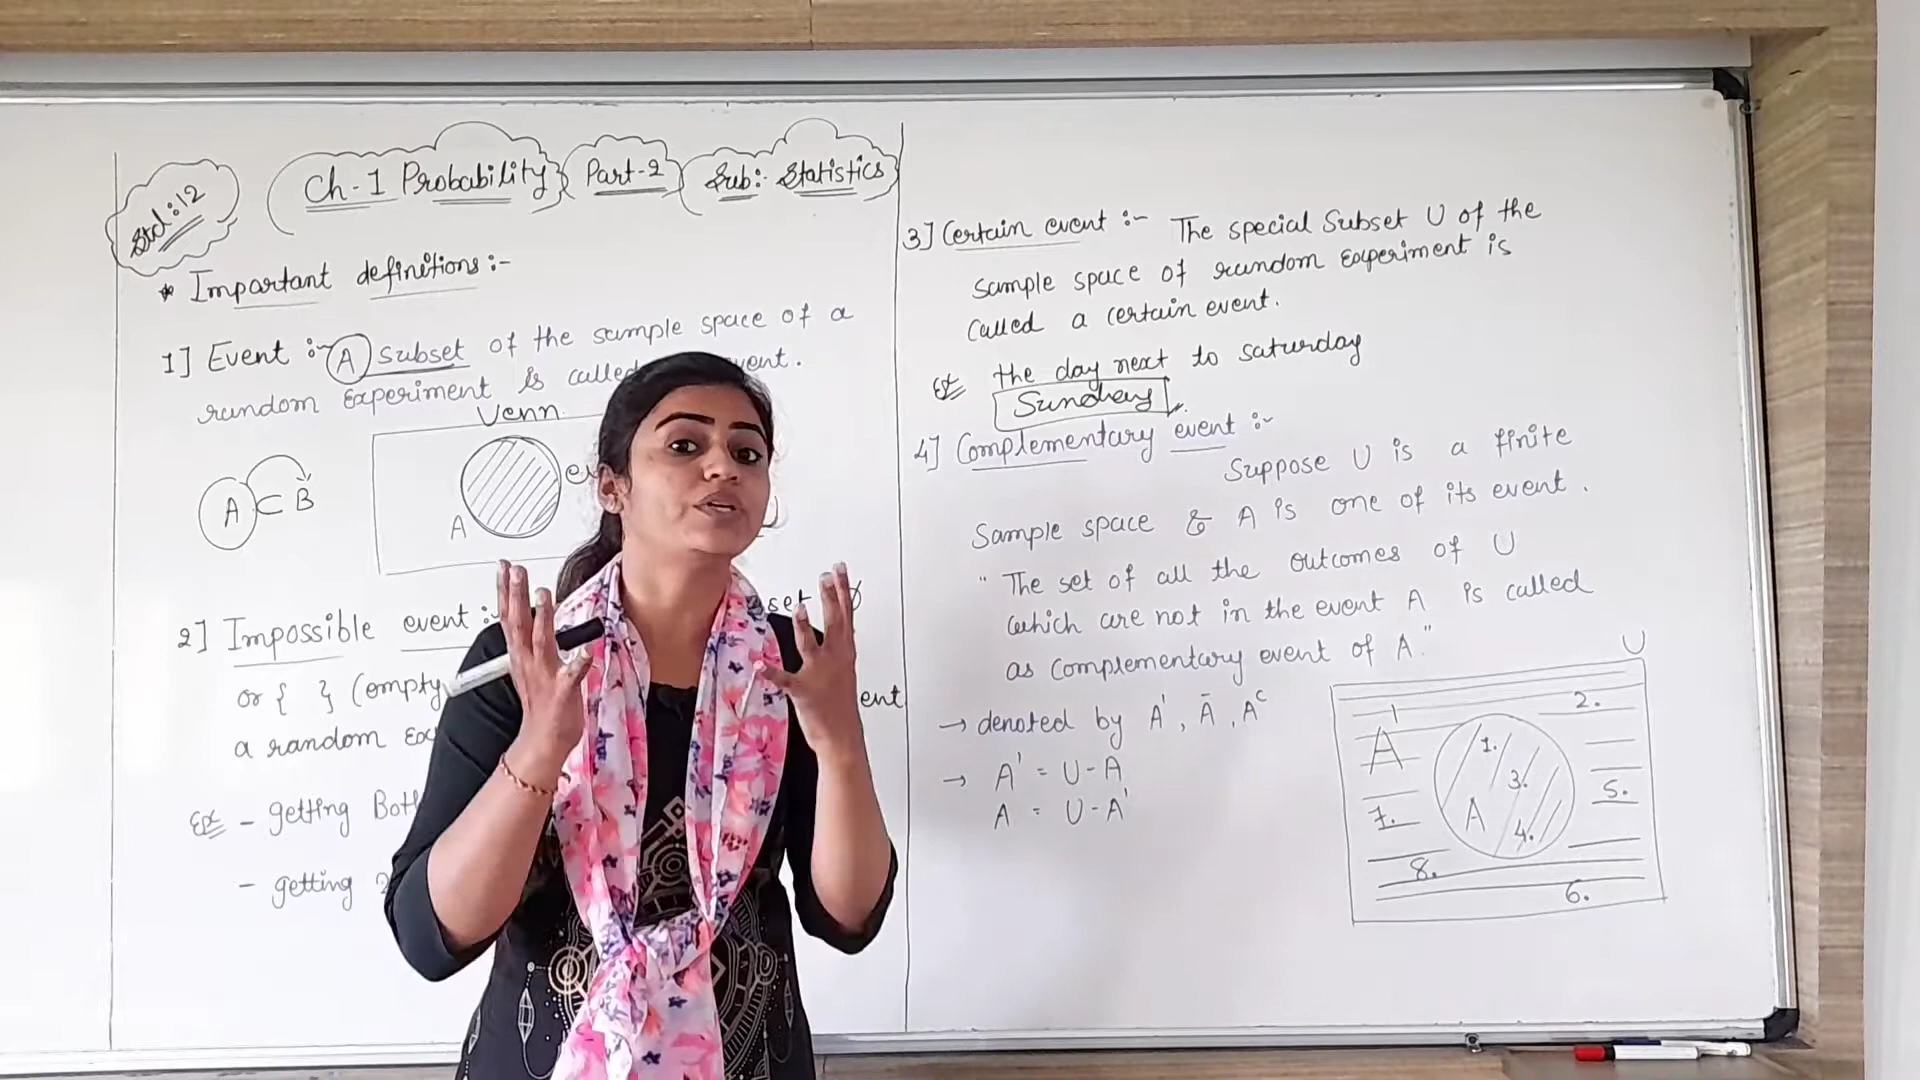 Std:12
Ch-1 Probability
Part-2
Sub:- Statistics
* Important definitions:-
1] Event :- A subset of the sample space of a
random Experiment is called vent.
Venn
A
A ⊂ B
2] Impossible event :- set ∅
or { } (empty ent
a random
Ex - getting Both
- getting
3] Certain event :- The special Subset U of the
Sample space of random Experiment is
Called a certain event.
Ex the day next to saturday
Sunday
4] Complementary event :-
Suppose U is a finite
Sample space & A is one of its event.
" The set of all the outcomes of U
which are not in the event A is called
as complementary event of A."
→ denoted by A', Ā, Aᶜ
→ A' = U - A
A = U - A'
U
A'
2.
1.
3.
5.
A
4.
7.
8.
6.